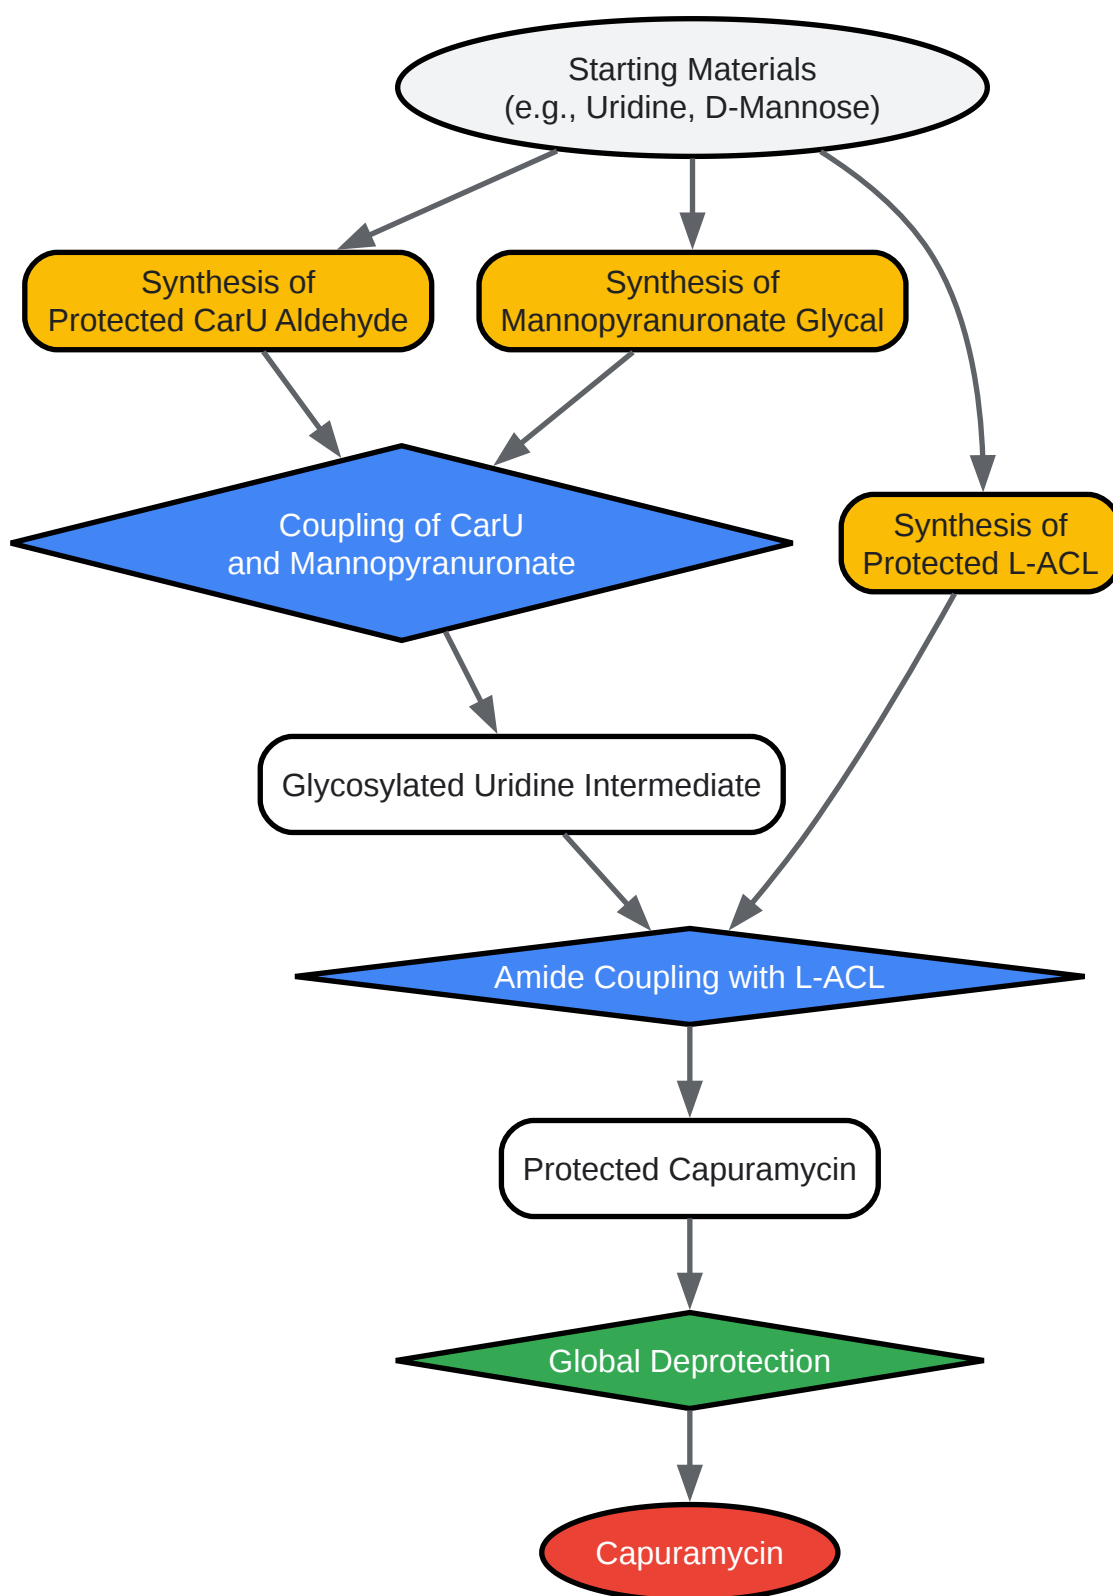 Starting Materials
(e.g., Uridine, D-Mannose)
Synthesis of
Protected CarU Aldehyde
Synthesis of
Mannopyranuronate Glycal
Coupling of CarU
and Mannopyranuronate
Synthesis of
Protected L-ACL
Glycosylated Uridine Intermediate
Amide Coupling with L-ACL
Protected Capuramycin
Global Deprotection
Capuramycin